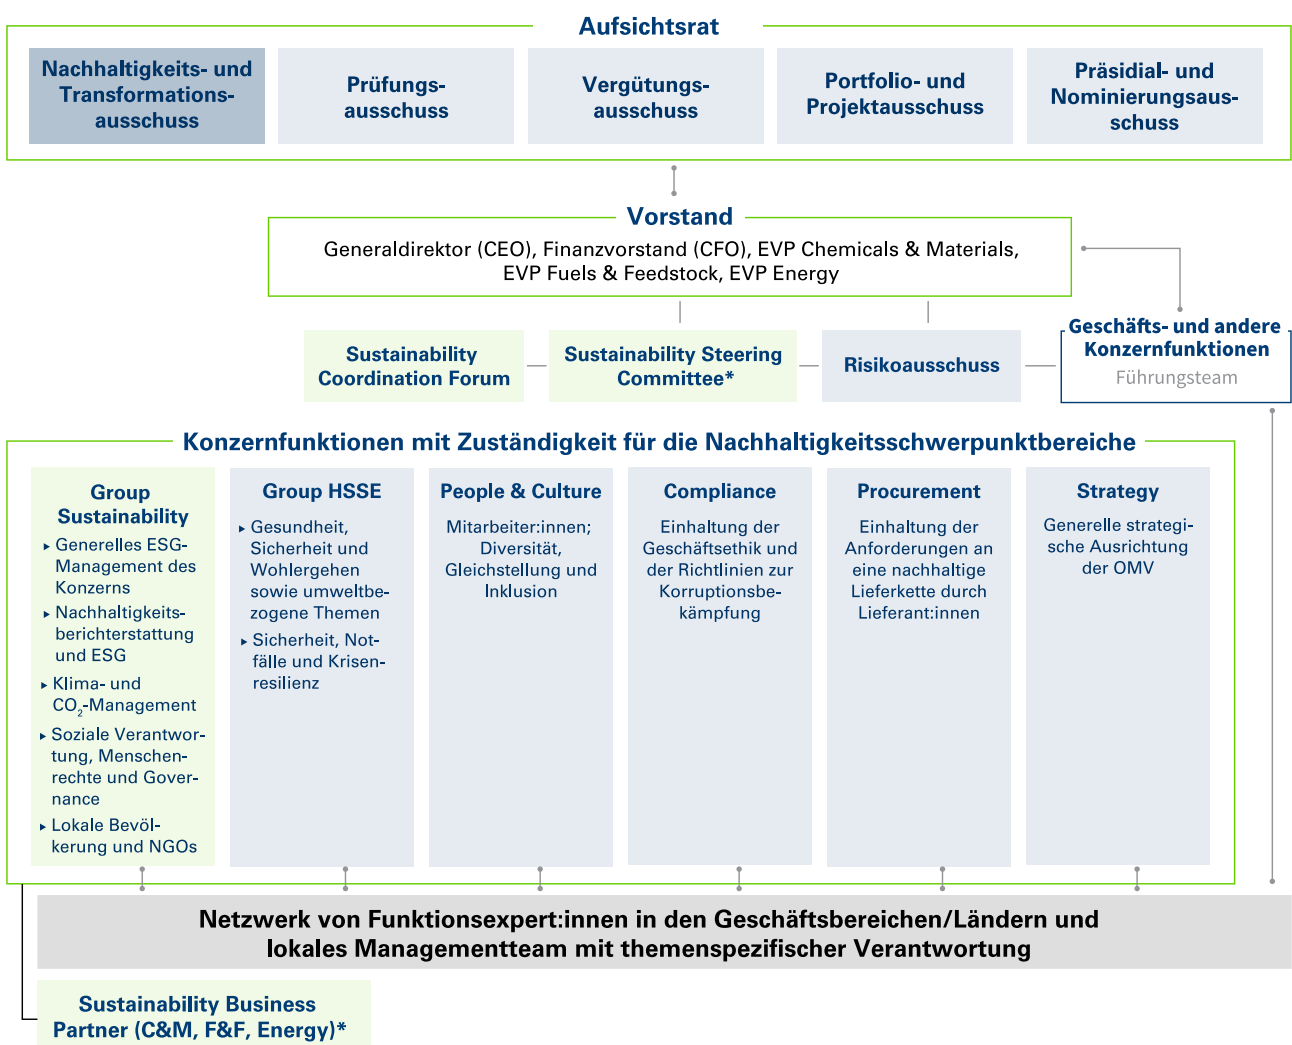 Aufsichtsrat
Nachhaltigkeits- und
Transformations-
ausschuss
Prüfungs-
ausschuss
Vergütungs-
ausschuss
Portfolio- und
Projektausschuss
Präsidial- und
Nominierungsaus-
schuss
Vorstand
Generaldirektor (CEO), Finanzvorstand (CFO), EVP Chemicals & Materials,
EVP Fuels & Feedstock, EVP Energy
Sustainability
Coordination Forum
Sustainability Steering
Committee*
Risikoausschuss
Geschäfts- und andere
Konzernfunktionen
Führungsteam
Konzernfunktionen mit Zuständigkeit für die Nachhaltigkeitsschwerpunktbereiche
Group
Sustainability
▸ Generelles ESG-
Management des
Konzerns
▸ Nachhaltigkeits-
berichterstattung
und ESG
▸ Klima- und
CO₂-Management
▸ Soziale Verantwor-
tung, Menschen-
rechte und Gover-
nance
▸ Lokale Bevöl-
kerung und NGOs
Group HSSE
▸ Gesundheit,
Sicherheit und
Wohlergehen
sowie umweltbe-
zogene Themen
▸ Sicherheit, Not-
fälle und Krisen-
resilienz
People & Culture
Mitarbeiter:innen;
Diversität,
Gleichstellung und
Inklusion
Compliance
Einhaltung der
Geschäftsethik und
der Richtlinien zur
Korruptionsbe-
kämpfung
Procurement
Einhaltung der
Anforderungen an
eine nachhaltige
Lieferkette durch
Lieferant:innen
Strategy
Generelle strategi-
sche Ausrichtung
der OMV
Netzwerk von Funktionsexpert:innen in den Geschäftsbereichen/Ländern und
lokales Managementteam mit themenspezifischer Verantwortung
Sustainability Business
Partner (C&M, F&F, Energy)*